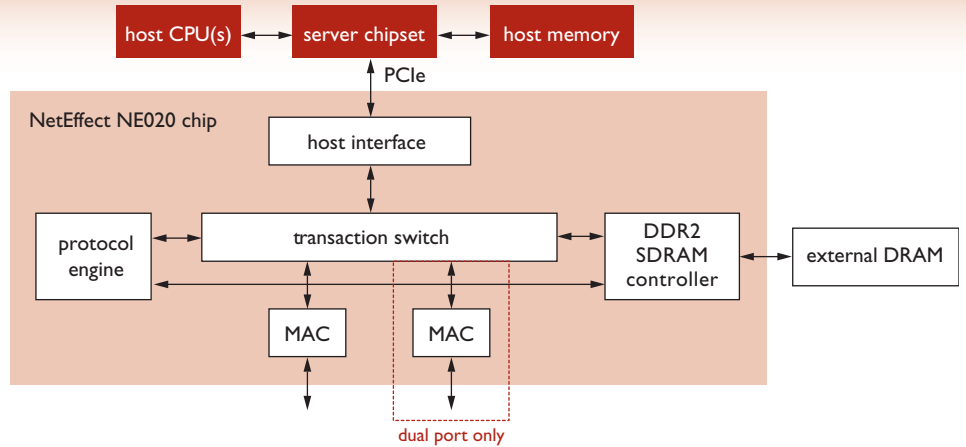 host CPU(s)
server chipset
host memory
PCIe
NetEffect NE020 chip
host interface
protocol
engine
transaction switch
DDR2
SDRAM
controller
external DRAM
MAC
MAC
dual port only